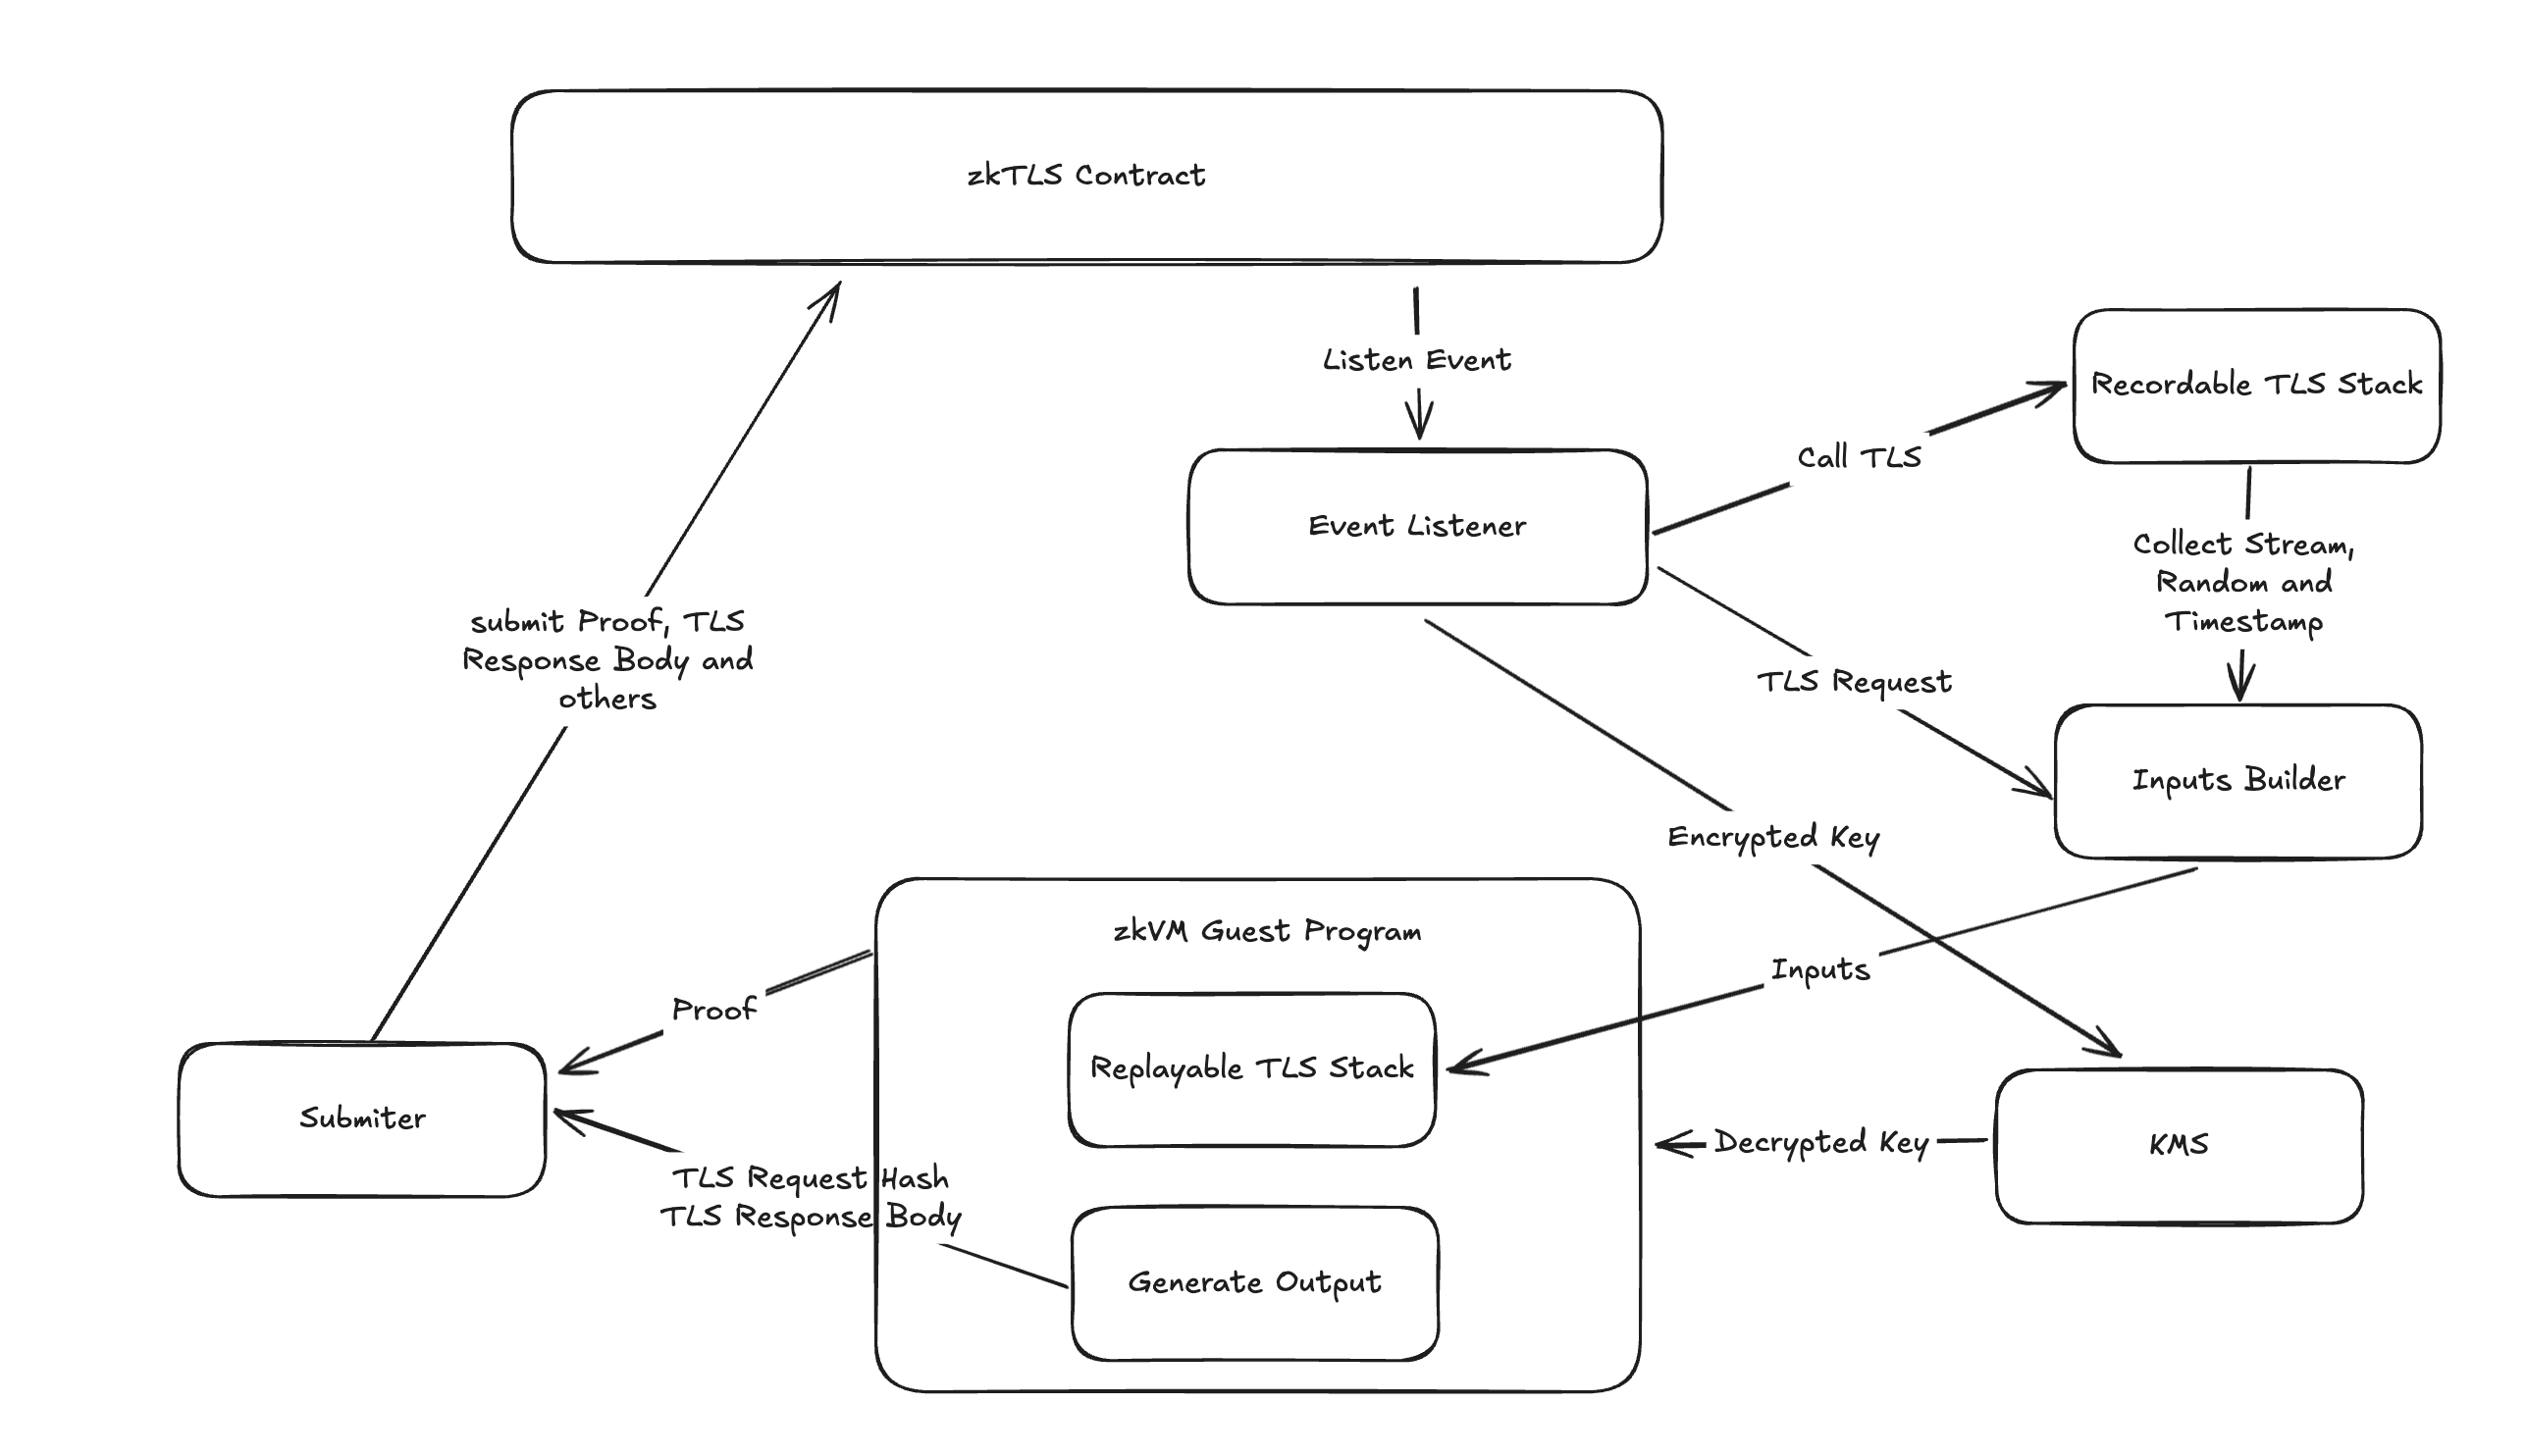 zkTLS Contract
Listen Event
Recordable TLS Stack
Call TLS
Event Listener
Collect Stream,
Random and
Timestamp
submit Proof, TLS
Response Body and
others
TLS Request
Inputs Builder
Encrypted Key
zkVM Guest Program
Inputs
Proof
Replayable TLS Stack
Submiter
Decrypted Key
KMS
TLS Request Hash
TLS Response Body
Generate Output